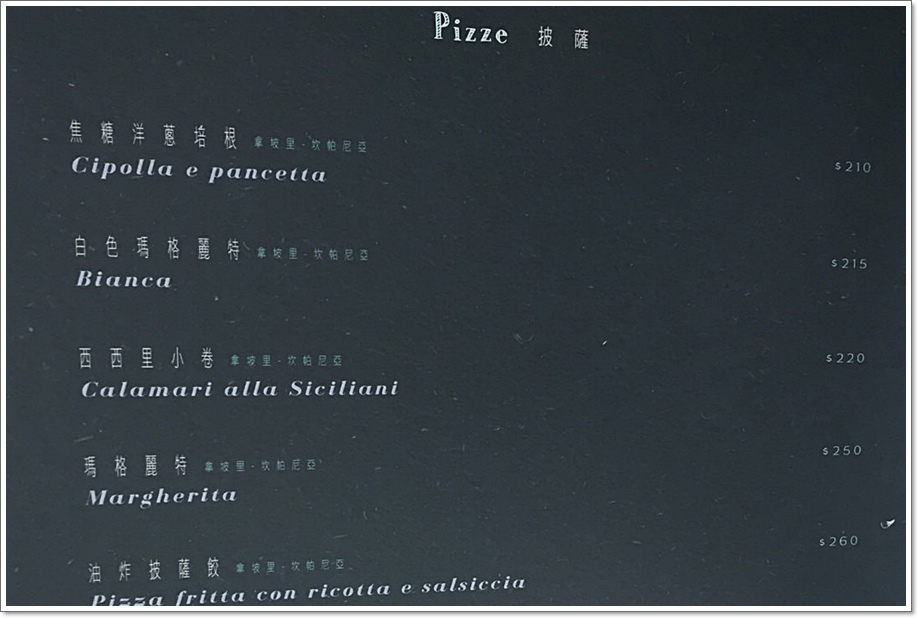 Pizze 披薩
焦糖洋蔥培根 拿坡里-坎帕尼亞
Cipolla e pancetta
$210
白色瑪格麗特 拿坡里-坎帕尼亞
Bianca
$215
西西里小卷 拿坡里-坎帕尼亞
Calamari alla Siciliani
$220
瑪格麗特 拿坡里-坎帕尼亞
Margherita
$250
油炸披薩餃 拿坡里-坎帕尼亞
Pizza fritta con ricotta e salsiccia
$260